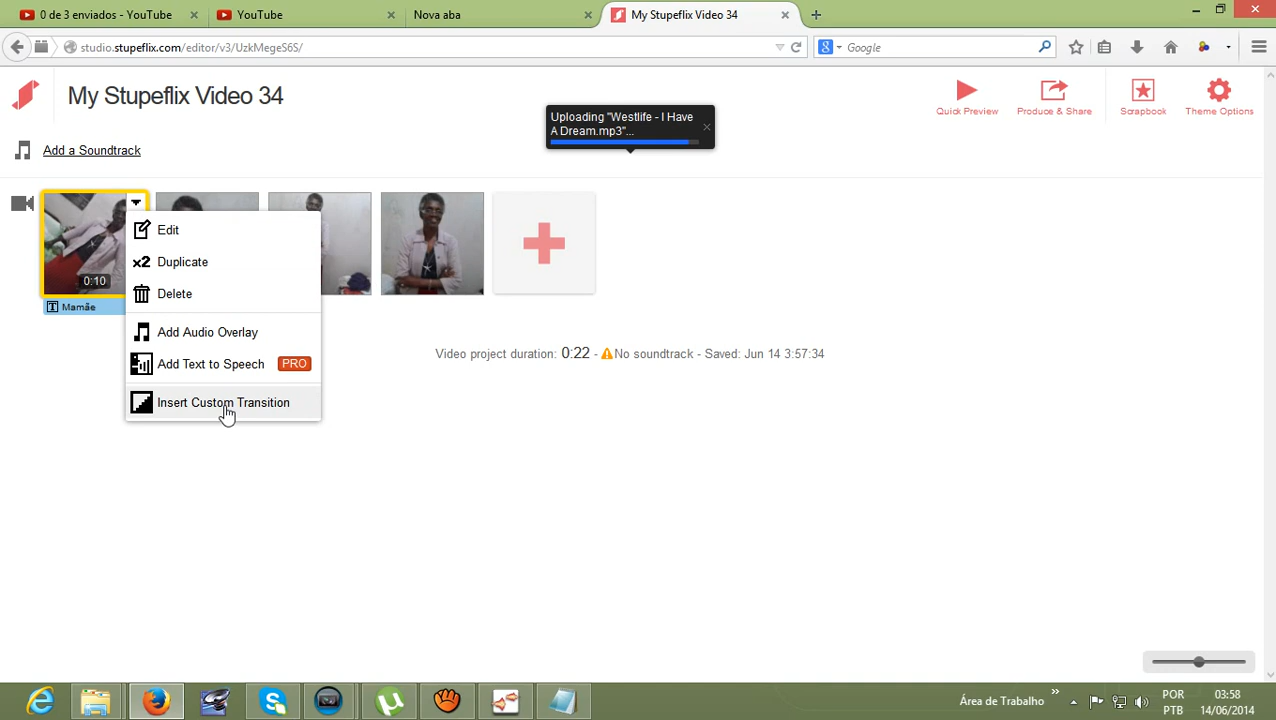 0 de 3 enviados - YouTube
YouTube
Nova aba
My Stupeflix Video 34
studio.stupeflix.com/editor/v3/UzkMegeS6S/
Google
My Stupeflix Video 34
Quick Preview
Produce & Share
Scrapbook
Theme Options
Uploading "Westlife - I Have
A Dream.mp3"...
Add a Soundtrack
0:10
Mamãe
Edit
x2 Duplicate
Delete
Add Audio Overlay
Add Text to Speech PRO
Insert Custom Transition
Video project duration: 0:22 - No soundtrack - Saved: Jun 14 3:57:34
Área de Trabalho
POR
PTB
03:58
14/06/2014